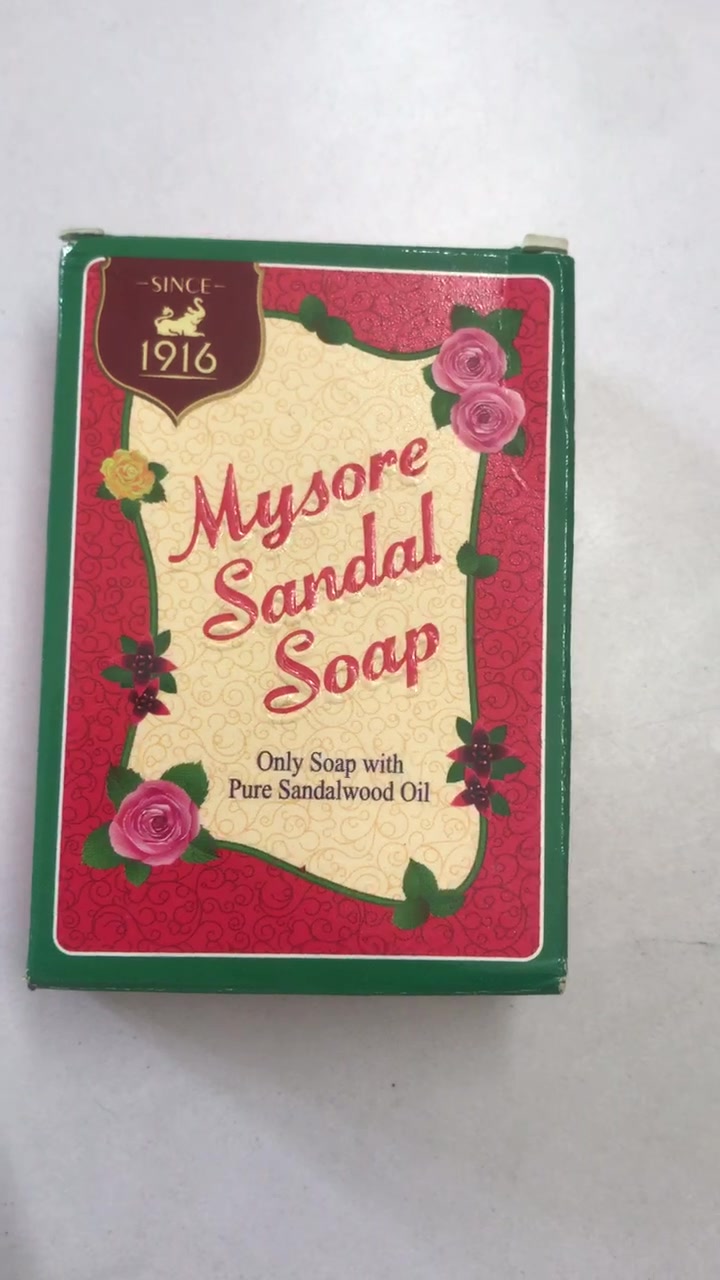 -SINCE-
1916
Mysore
Sandal
Soap
Only Soap with
Pure Sandalwood Oil